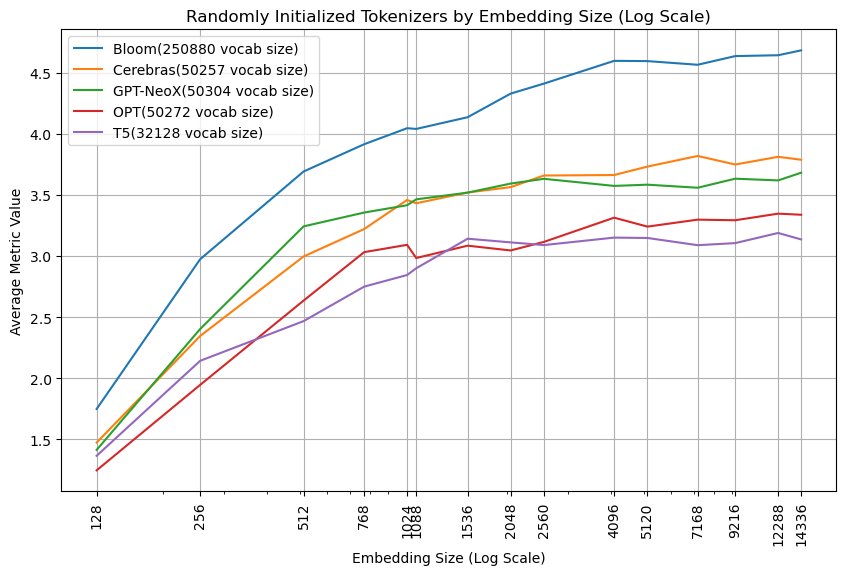 Randomly Initialized Tokenizers by Embedding Size (Log Scale)
Bloom(250880 vocab size)
Cerebras(50257 vocab size)
GPT-NeoX(50304 vocab size)
OPT(50272 vocab size)
T5(32128 vocab size)
Average Metric Value
4.5
4.0
3.5
3.0
2.5
2.0
1.5
128
256
512
768
1024
1088
1536
2048
2560
4096
5120
7168
9216
12288
14336
Embedding Size (Log Scale)